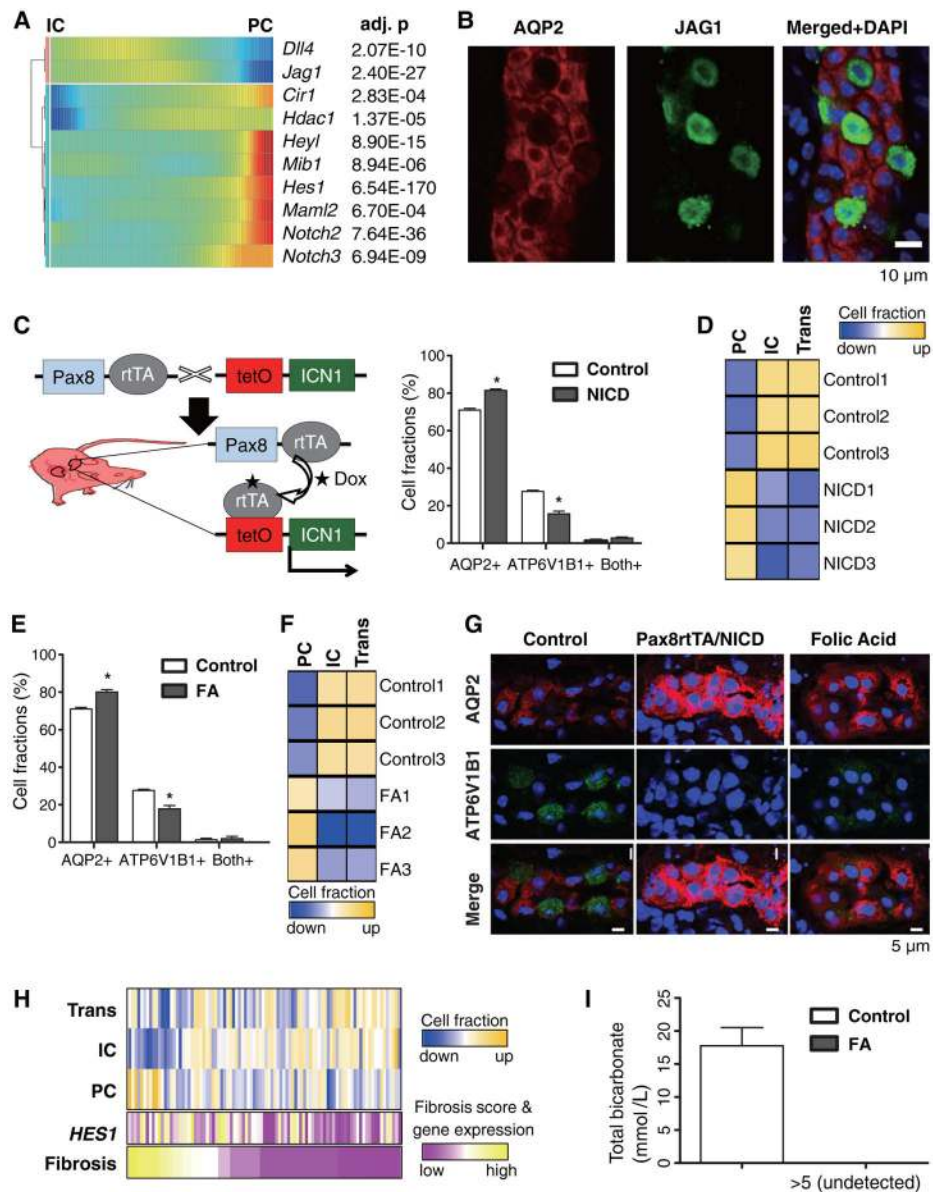 A
IC PC adj. p
Dll4 2.07E-10
Jag1 2.40E-27
Cir1 2.83E-04
Hdac1 1.37E-05
Heyl 8.90E-15
Mib1 8.94E-06
Hes1 6.54E-170
Maml2 6.70E-04
Notch2 7.64E-36
Notch3 6.94E-09
B
AQP2 JAG1 Merged+DAPI
10 µm
C
Pax8 rtTA tetO ICN1
Pax8 rtTA
Dox
rtTA
tetO ICN1
Cell fractions (%)
100
80
60
40
20
0
Control
NICD
* *
AQP2+ ATP6V1B1+ Both+
D
Cell fraction
down up
PC IC Trans
Control1
Control2
Control3
NICD1
NICD2
NICD3
E
Cell fractions (%)
100
80
60
40
20
0
Control
FA
* *
AQP2+ ATP6V1B1+ Both+
F
PC IC Trans
Control1
Control2
Control3
FA1
FA2
FA3
Cell fraction
down up
G
Control Pax8rtTA/NICD Folic Acid
AQP2
ATP6V1B1
Merge
5 µm
H
Trans
IC
PC
HES1
Fibrosis
Cell fraction
down up
Fibrosis score &
gene expression
low high
I
Total bicarbonate
(mmol/L)
25
20
15
10
5
0
Control
FA
>5 (undetected)